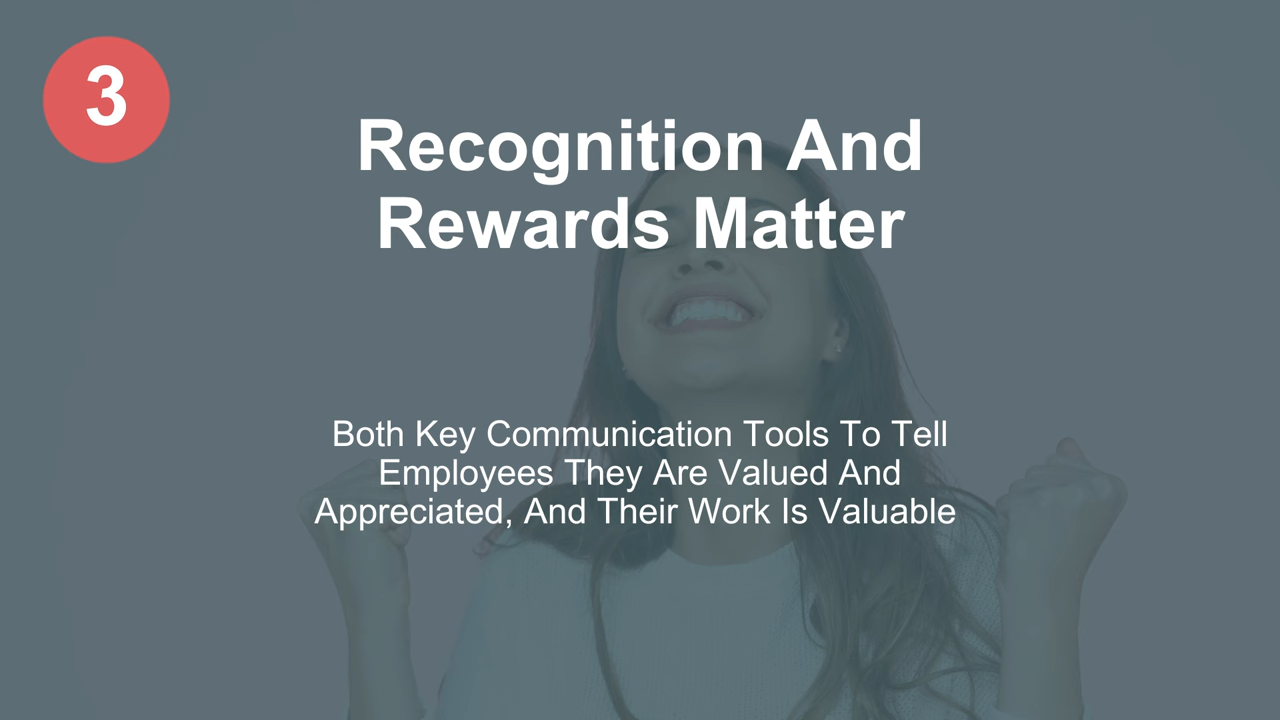 3
Recognition And
Rewards Matter
Both Key Communication Tools To Tell
Employees They Are Valued And
Appreciated, And Their Work Is Valuable